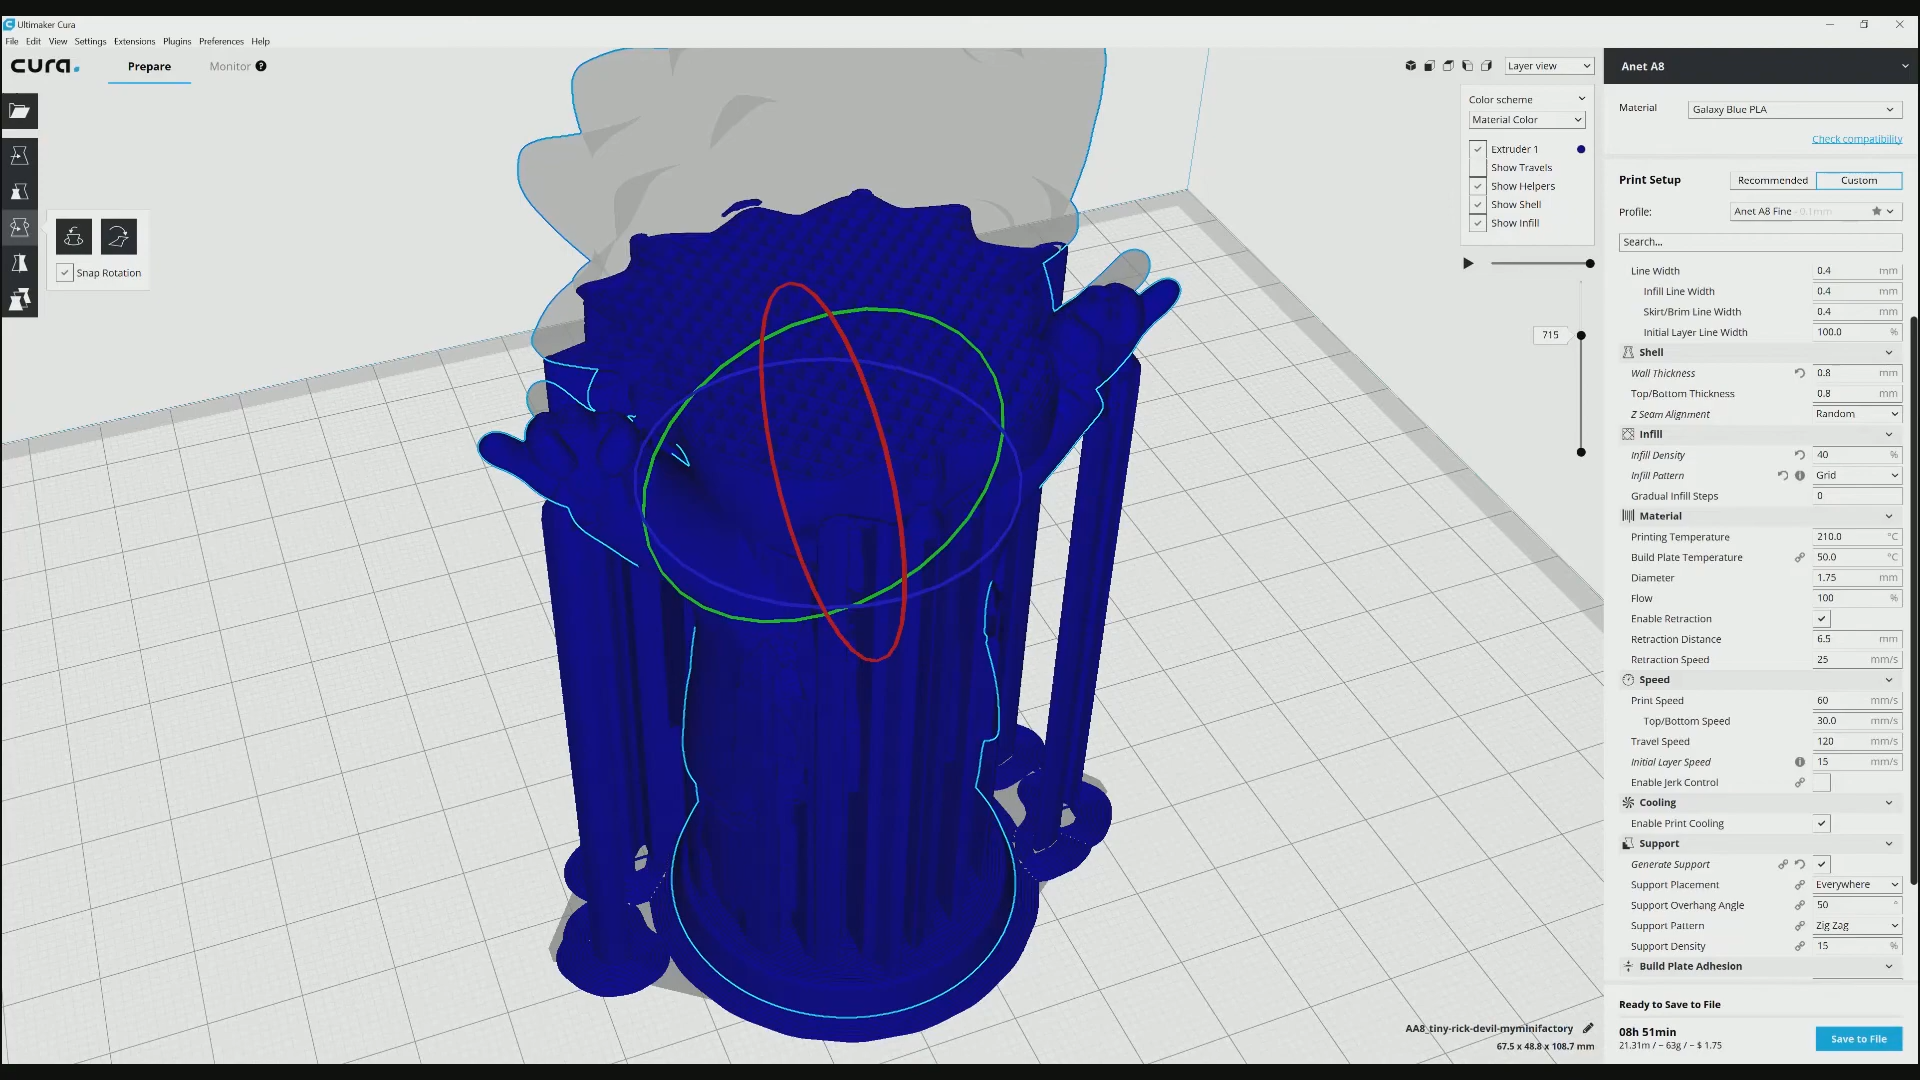 Ultimaker Cura
File Edit View Settings Extensions Plugins Preferences Help
cura.
Prepare
Monitor ?
Layer view
Color scheme
Material Color
Extruder 1
Show Travels
Show Helpers
Show Shell
Show Infill
Snap Rotation
715
AA8_tiny-rick-devil-myminifactory
67.5 x 48.8 x 108.7 mm
Anet A8
Material Galaxy Blue PLA
Check compatibility
Print Setup Recommended Custom
Profile: Anet A8 Fine - 0.1mm
Search...
Line Width 0.4 mm
Infill Line Width 0.4 mm
Skirt/Brim Line Width 0.4 mm
Initial Layer Line Width 100.0 %
Shell
Wall Thickness 0.8 mm
Top/Bottom Thickness 0.8 mm
Z Seam Alignment Random
Infill
Infill Density 40 %
Infill Pattern Grid
Gradual Infill Steps 0
Material
Printing Temperature 210.0 °C
Build Plate Temperature 50.0 °C
Diameter 1.75 mm
Flow 100 %
Enable Retraction
Retraction Distance 6.5 mm
Retraction Speed 25 mm/s
Speed
Print Speed 60 mm/s
Top/Bottom Speed 30.0 mm/s
Travel Speed 120 mm/s
Initial Layer Speed 15 mm/s
Enable Jerk Control
Cooling
Enable Print Cooling
Support
Generate Support
Support Placement Everywhere
Support Overhang Angle 50 °
Support Pattern Zig Zag
Support Density 15 %
Build Plate Adhesion
Ready to Save to File
08h 51min
21.31m / ~ 63g / ~ $ 1.75
Save to File